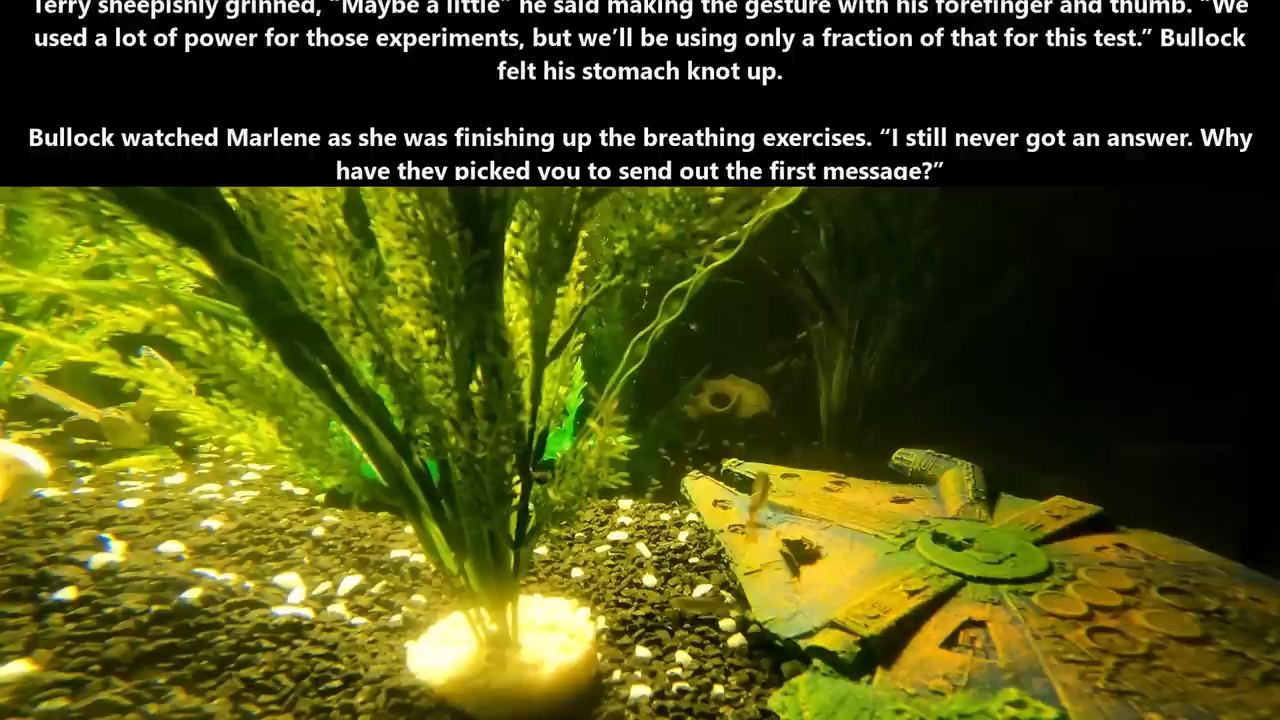 Terry sheepishly grinned, “Maybe a little” he said making the gesture with his forefinger and thumb. “We
used a lot of power for those experiments, but we’ll be using only a fraction of that for this test.” Bullock
felt his stomach knot up.
Bullock watched Marlene as she was finishing up the breathing exercises. “I still never got an answer. Why
have they picked you to send out the first message?”